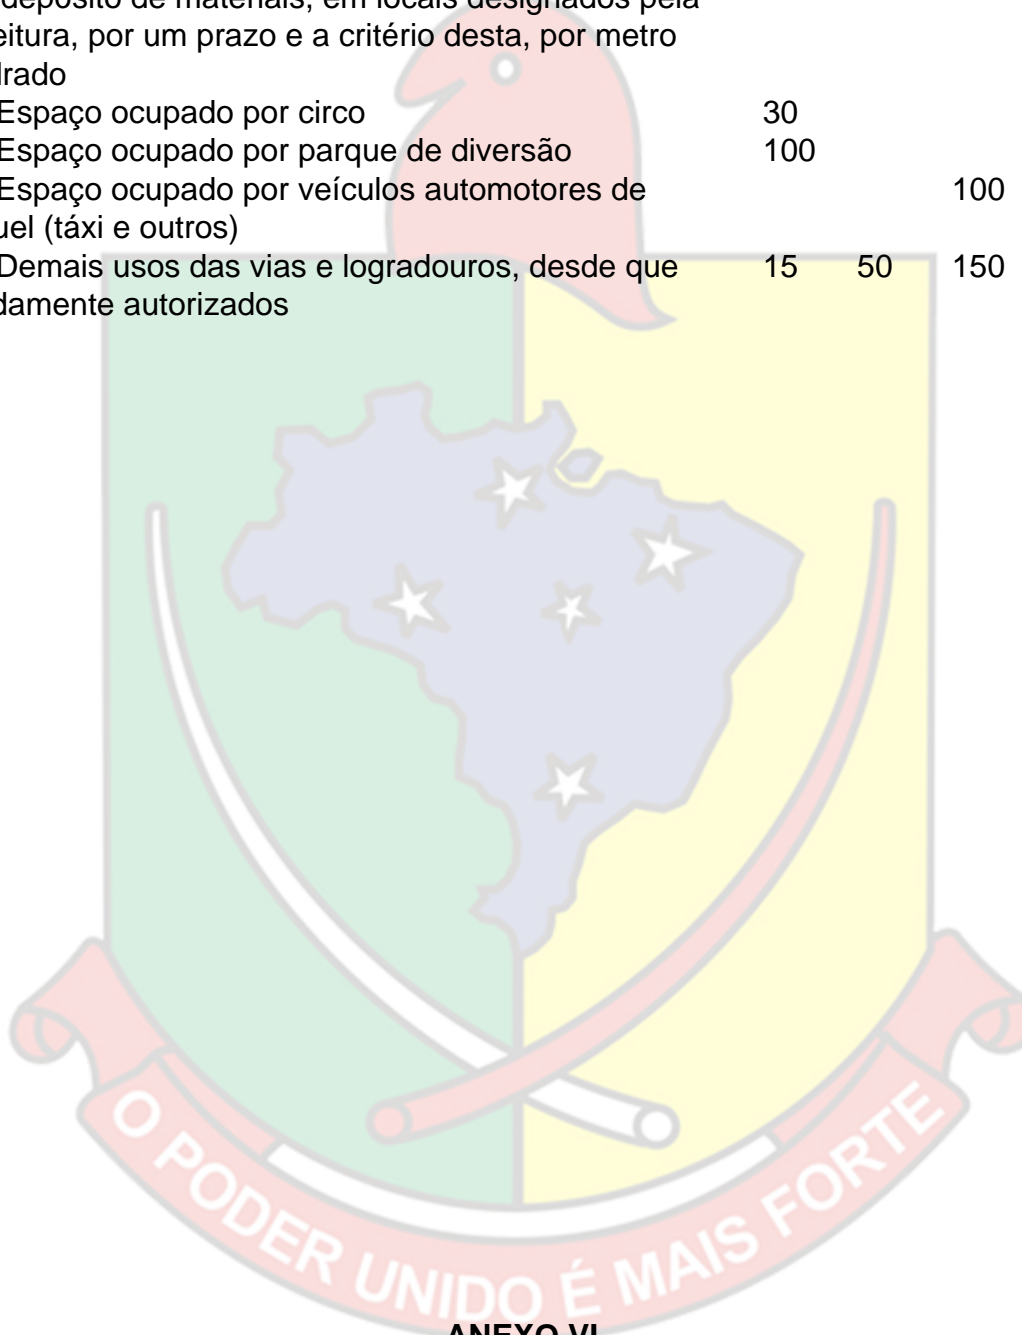 depósito de materiais, em locais designados pela
eitura, por um prazo e a critério desta, por metro
drado
Espaço ocupado por circo 30
Espaço ocupado por parque de diversão 100
Espaço ocupado por veículos automotores de 100
uel (táxi e outros)
Demais usos das vias e logradouros, desde que 15 50 150
damente autorizados
O PODER UNIDO É MAIS FORTE
ANEXO VI